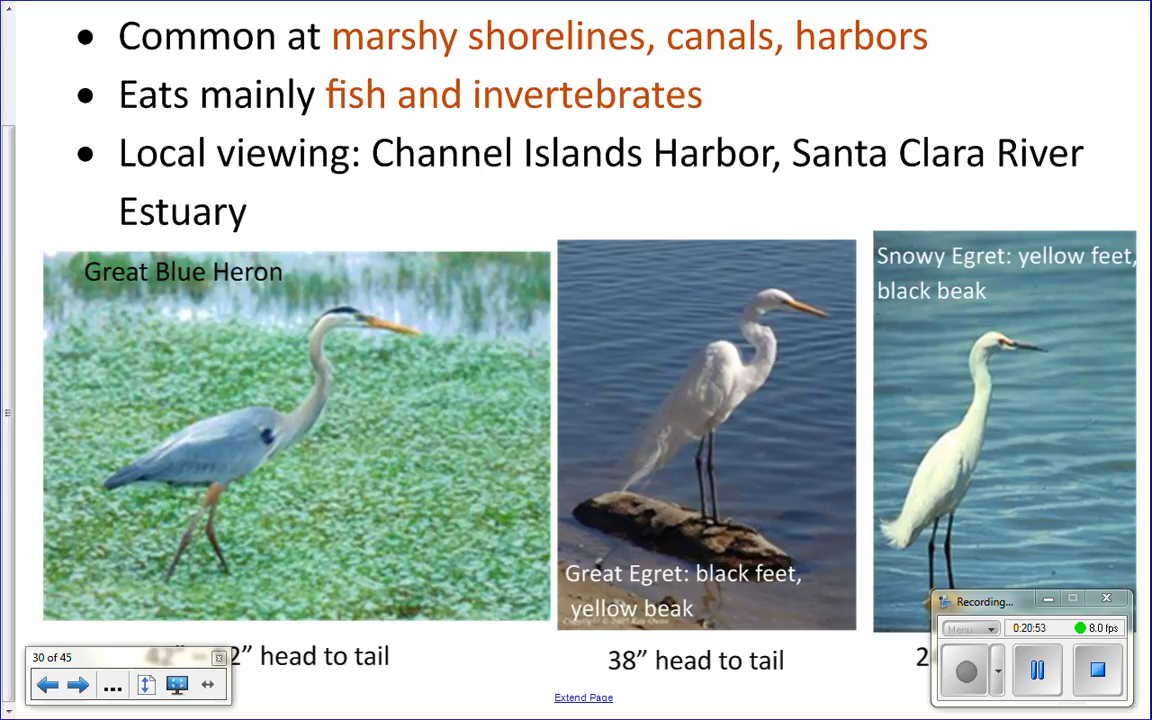 • Common at marshy shorelines, canals, harbors
• Eats mainly fish and invertebrates
• Local viewing: Channel Islands Harbor, Santa Clara River
Estuary
Great Blue Heron
Snowy Egret: yellow feet,
black beak
Great Egret: black feet,
yellow beak
2” head to tail
38” head to tail
2
Extend Page
30 of 45
...
Recording...
Menu
0:20:53
8.0 fps